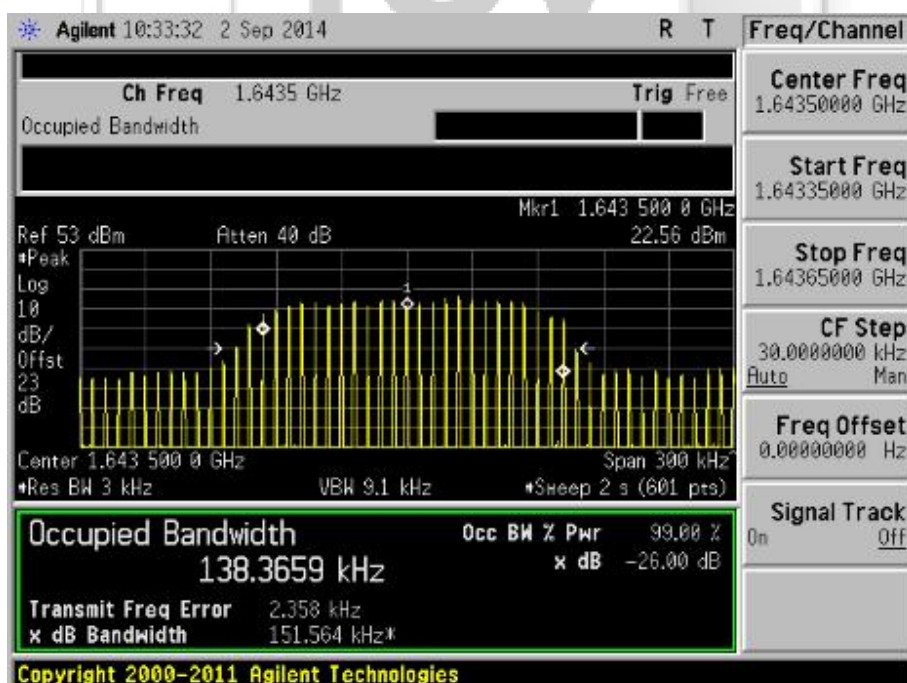 Agilent 10:33:32 2 Sep 2014 R T
Freq/Channel
Ch Freq 1.6435 GHz Trig Free
Occupied Bandwidth
Center Freq
1.64350000 GHz
Start Freq
1.64335000 GHz
Stop Freq
1.64365000 GHz
CF Step
30.0000000 kHz
Auto Man
Freq Offset
0.00000000 Hz
Signal Track
On Off
Mkr1 1.643 500 0 GHz
Ref 53 dBm Atten 40 dB 22.56 dBm
#Peak
Log
10
dB/
Offst
23
dB
1
Center 1.643 500 0 GHz Span 300 kHz^
#Res BW 3 kHz VBW 9.1 kHz #Sweep 2 s (601 pts)
Occupied Bandwidth
138.3659 kHz
Occ BW % Pwr 99.00 %
x dB -26.00 dB
Transmit Freq Error 2.358 kHz
x dB Bandwidth 151.564 kHz*
Copyright 2000-2011 Agilent Technologies